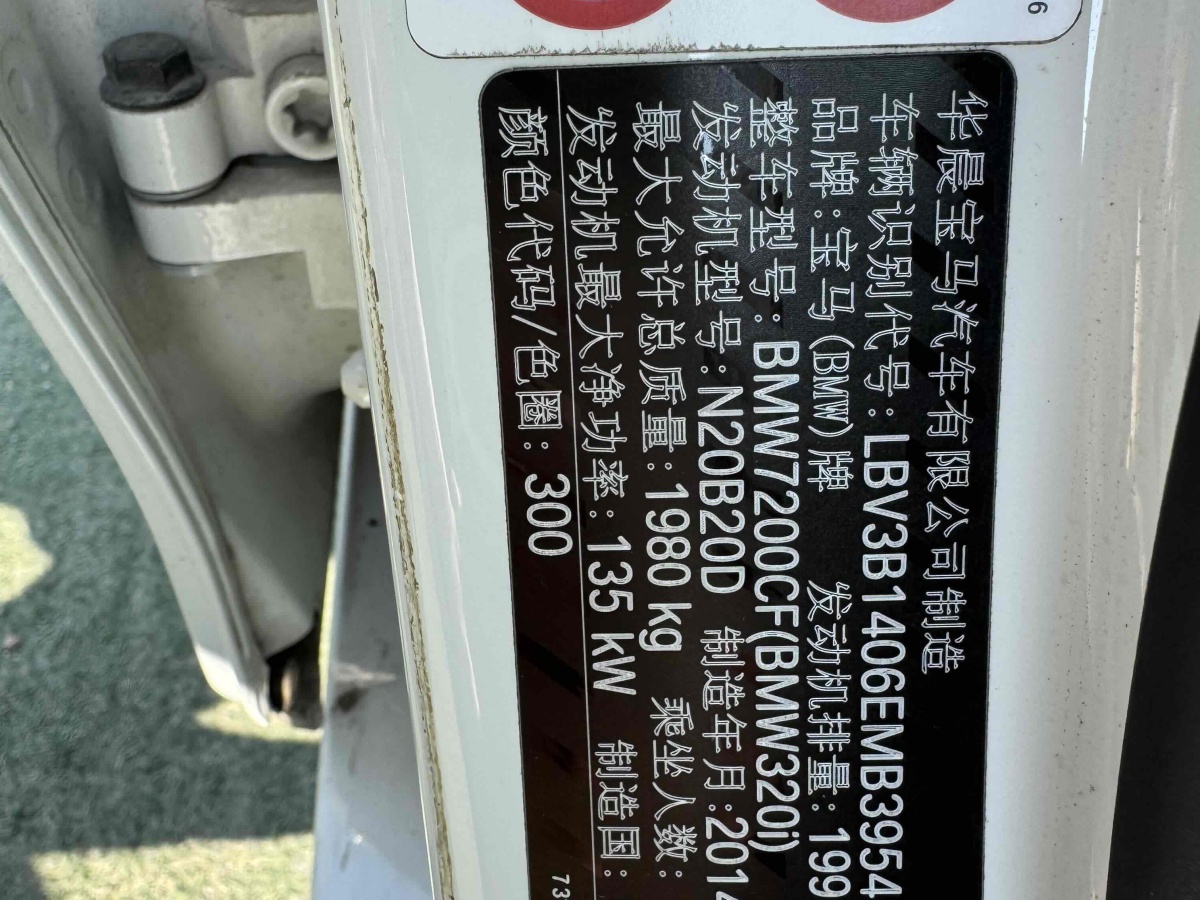 6
华晨宝马汽车有限公司制造
车辆识别代号: LBV3B1406EMB3954
品牌: 宝马(BMW)牌 发动机排量: 199
整车型号: BMW7200CF(BMW320i)
发动机型号: N20B20D 制造年月: 2014
最大允许总质量: 1980 kg 乘坐人数:
发动机最大净功率: 135 kW 制造国:
颜色代码/色圈: 300
73